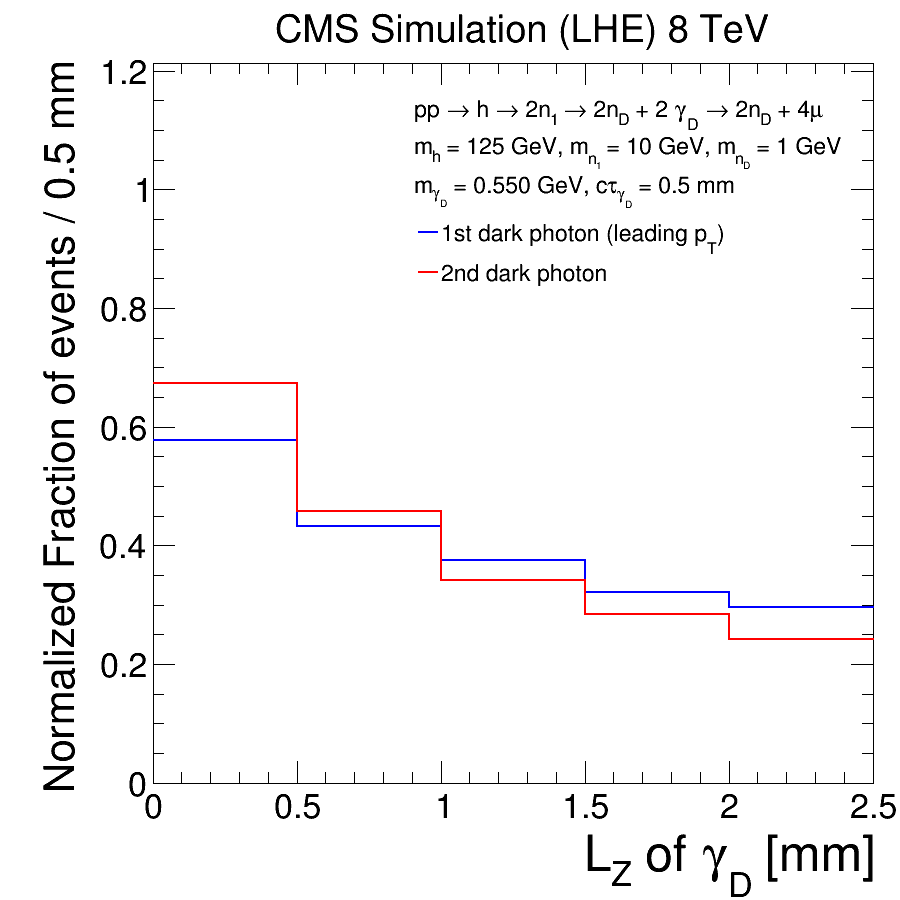 CMS Simulation (LHE) 8 TeV
pp → h → 2n1 → 2nD + 2 γD → 2nD + 4μ
mh = 125 GeV, mn1 = 10 GeV, mnD = 1 GeV
mγD = 0.550 GeV, cτγD = 0.5 mm
1st dark photon (leading pT)
2nd dark photon
Normalized Fraction of events / 0.5 mm
1.2
1
0.8
0.6
0.4
0.2
0
0 0.5 1 1.5 2 2.5
LZ of γD [mm]